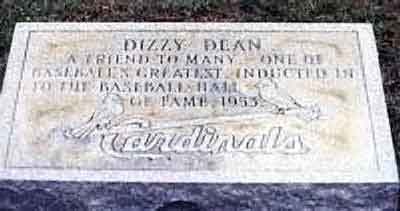 DIZZY DEAN
A FRIEND TO MANY ONE OF
BASEBALL'S GREATEST. INDUCTED IN
TO THE BASEBALL HALL
OF FAME, 1953.
Cardinals